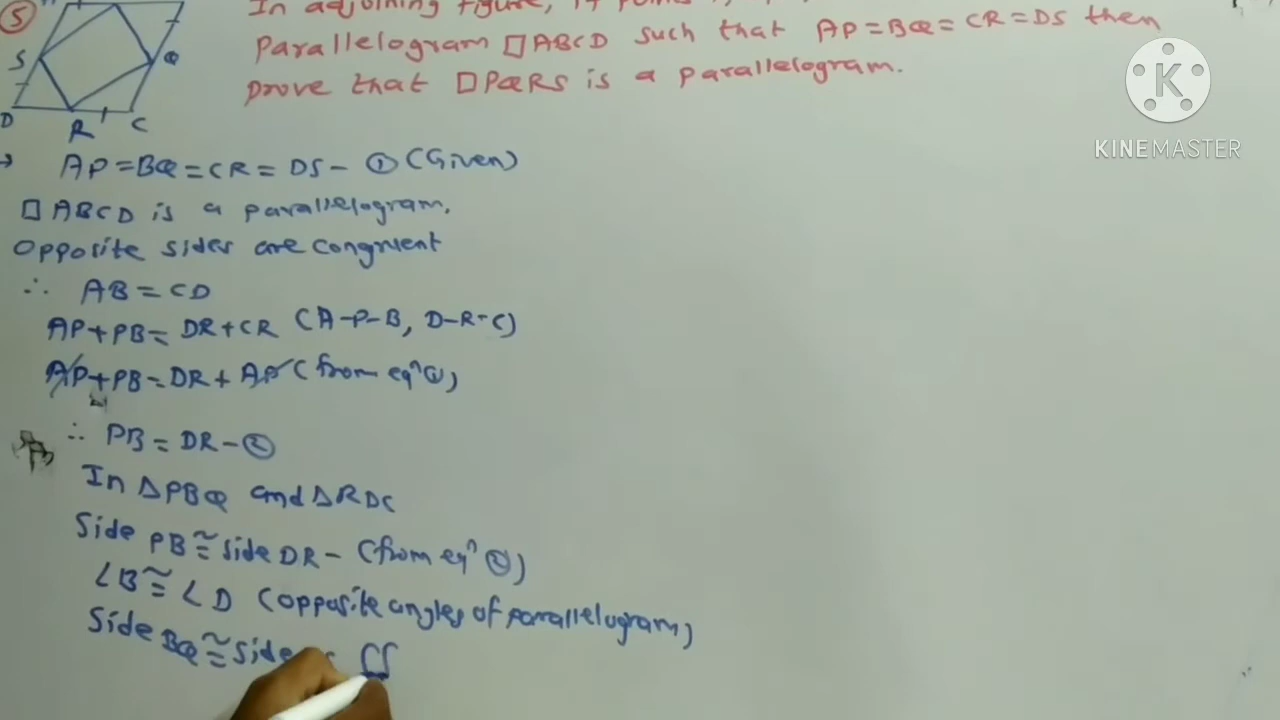 (5)
In adjoining figure, if points
Parallelogram □ABCD such that AP=BQ=CR=DS then
prove that □PQRS is a parallelogram.
S
Q
D
R
C
K
KINEMASTER
→ AP=BQ=CR=DS- ① (Given)
□ABCD is a parallelogram.
Opposite sides are congruent
∴ AB=CD
AP+PB=DR+CR (A-P-B, D-R-C)
AP+PB=DR+AP (from eqⁿ①)
∴ PB=DR-②
In ΔPBQ and ΔRDS
Side PB≅side DR- (from eqⁿ ②)
∠B≅∠D (opposite angles of parallelogram)
Side BQ≅side